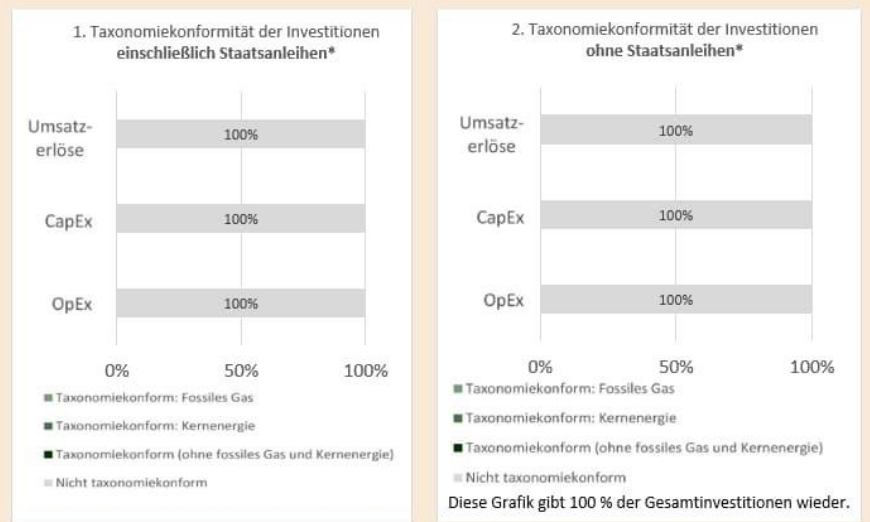 1. Taxonomiekonformität der Investitionen
einschließlich Staatsanleihen*
Umsatz-
erlöse
100%
CapEx
100%
OpEx
100%
0%
50%
100%
Taxonomiekonform: Fossiles Gas
Taxonomiekonform: Kernenergie
Taxonomiekonform (ohne fossiles Gas und Kernenergie)
Nicht taxonomiekonform
2. Taxonomiekonformität der Investitionen
ohne Staatsanleihen*
Umsatz-
erlöse
100%
CapEx
100%
OpEx
100%
0%
50%
100%
Taxonomiekonform: Fossiles Gas
Taxonomiekonform: Kernenergie
Taxonomiekonform (ohne fossiles Gas und Kernenergie)
Nicht taxonomiekonform
Diese Grafik gibt 100 % der Gesamtinvestitionen wieder.